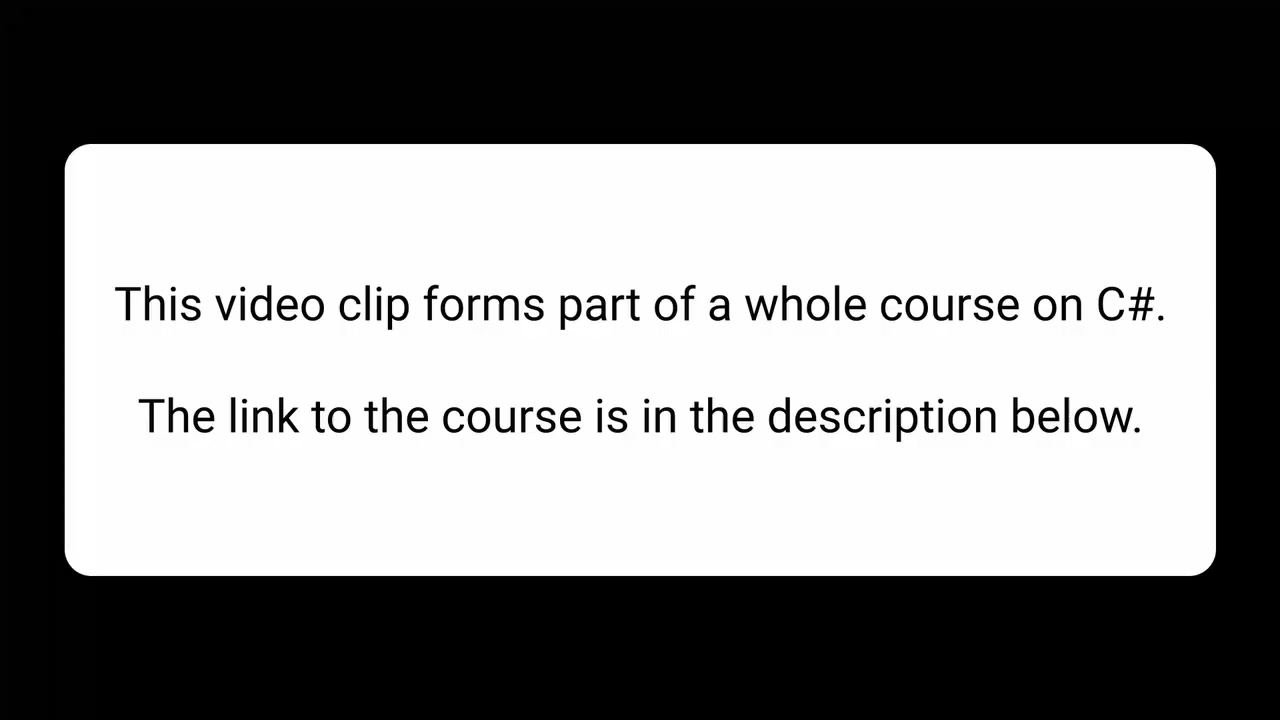 This video clip forms part of a whole course on C#.
The link to the course is in the description below.